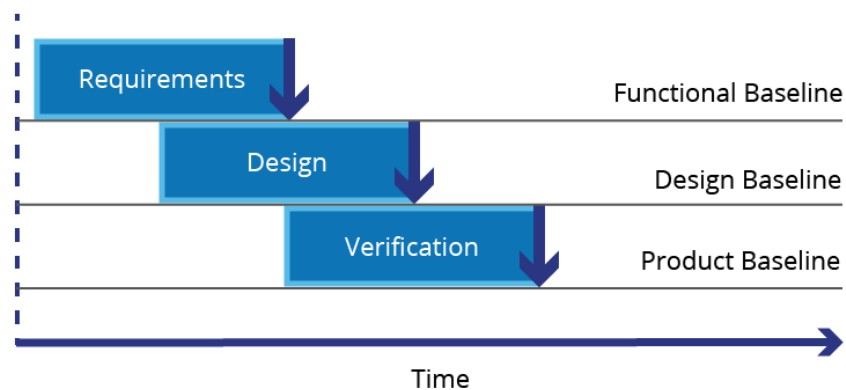 Requirements
Functional Baseline
Design
Design Baseline
Verification
Product Baseline
Time